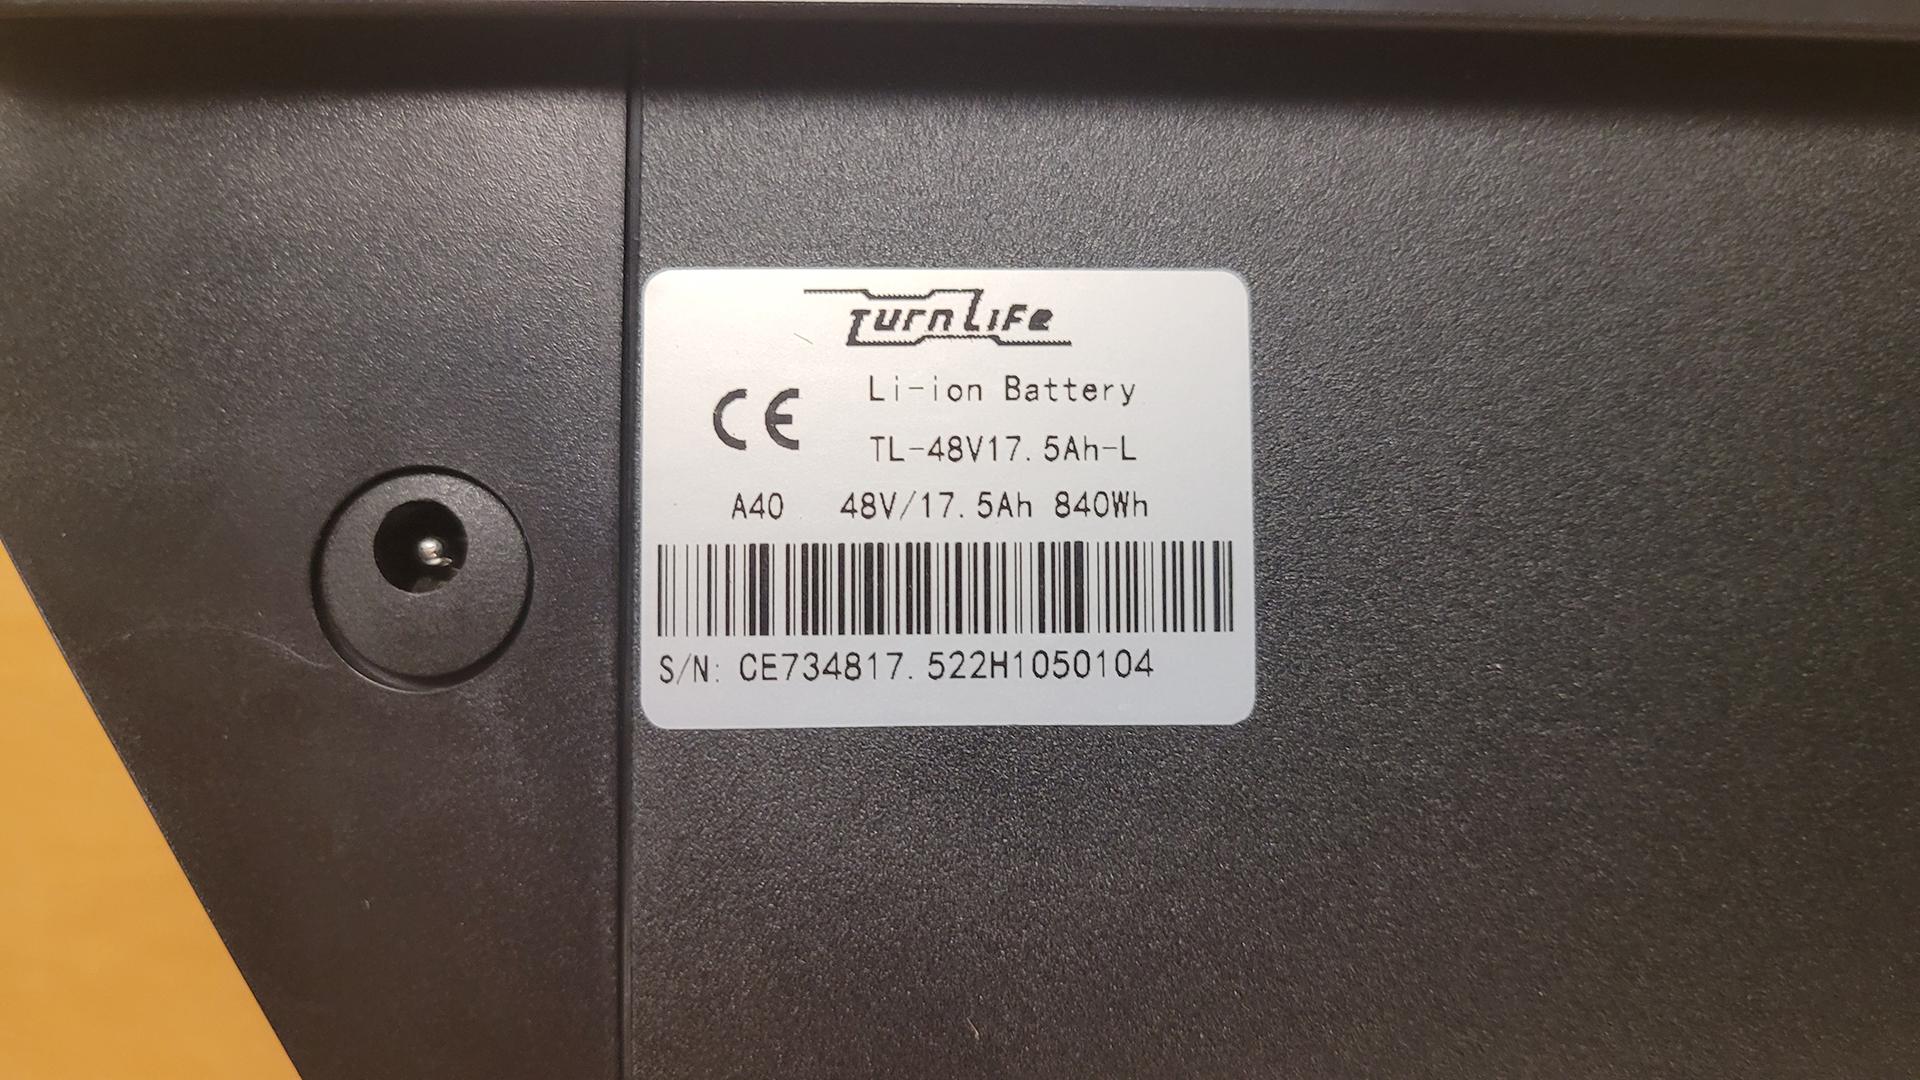 TurnLife
Li-ion Battery
CE TL-48V17.5Ah-L
A40 48V/17.5Ah 840Wh
S/N: CE734817.522H1050104